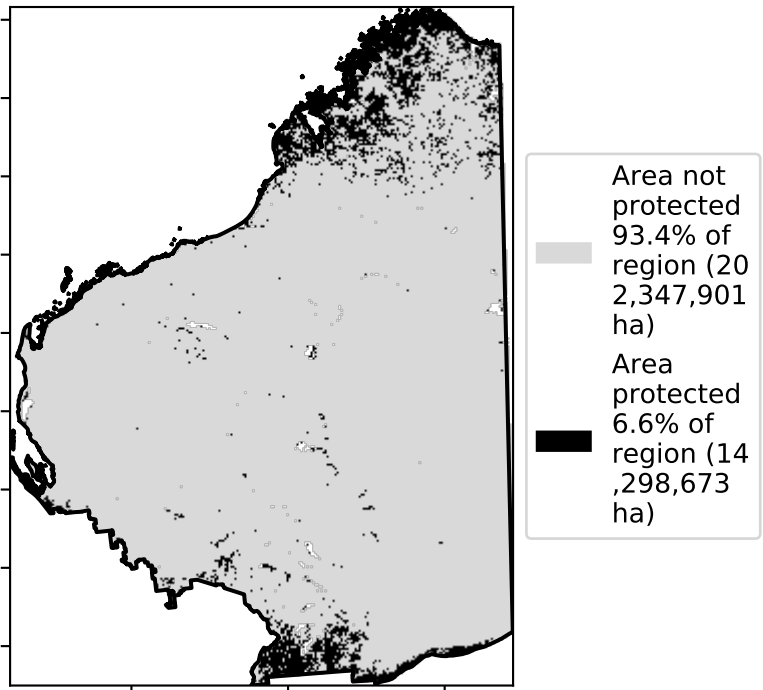 Area not
protected
93.4% of
region (20
2,347,901
ha)
Area
protected
6.6% of
region (14
,298,673
ha)